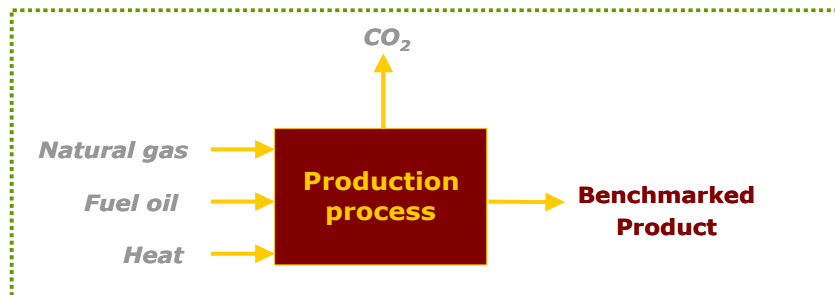 CO₂
Natural gas
Fuel oil
Heat
Production
process
Benchmarked
Product